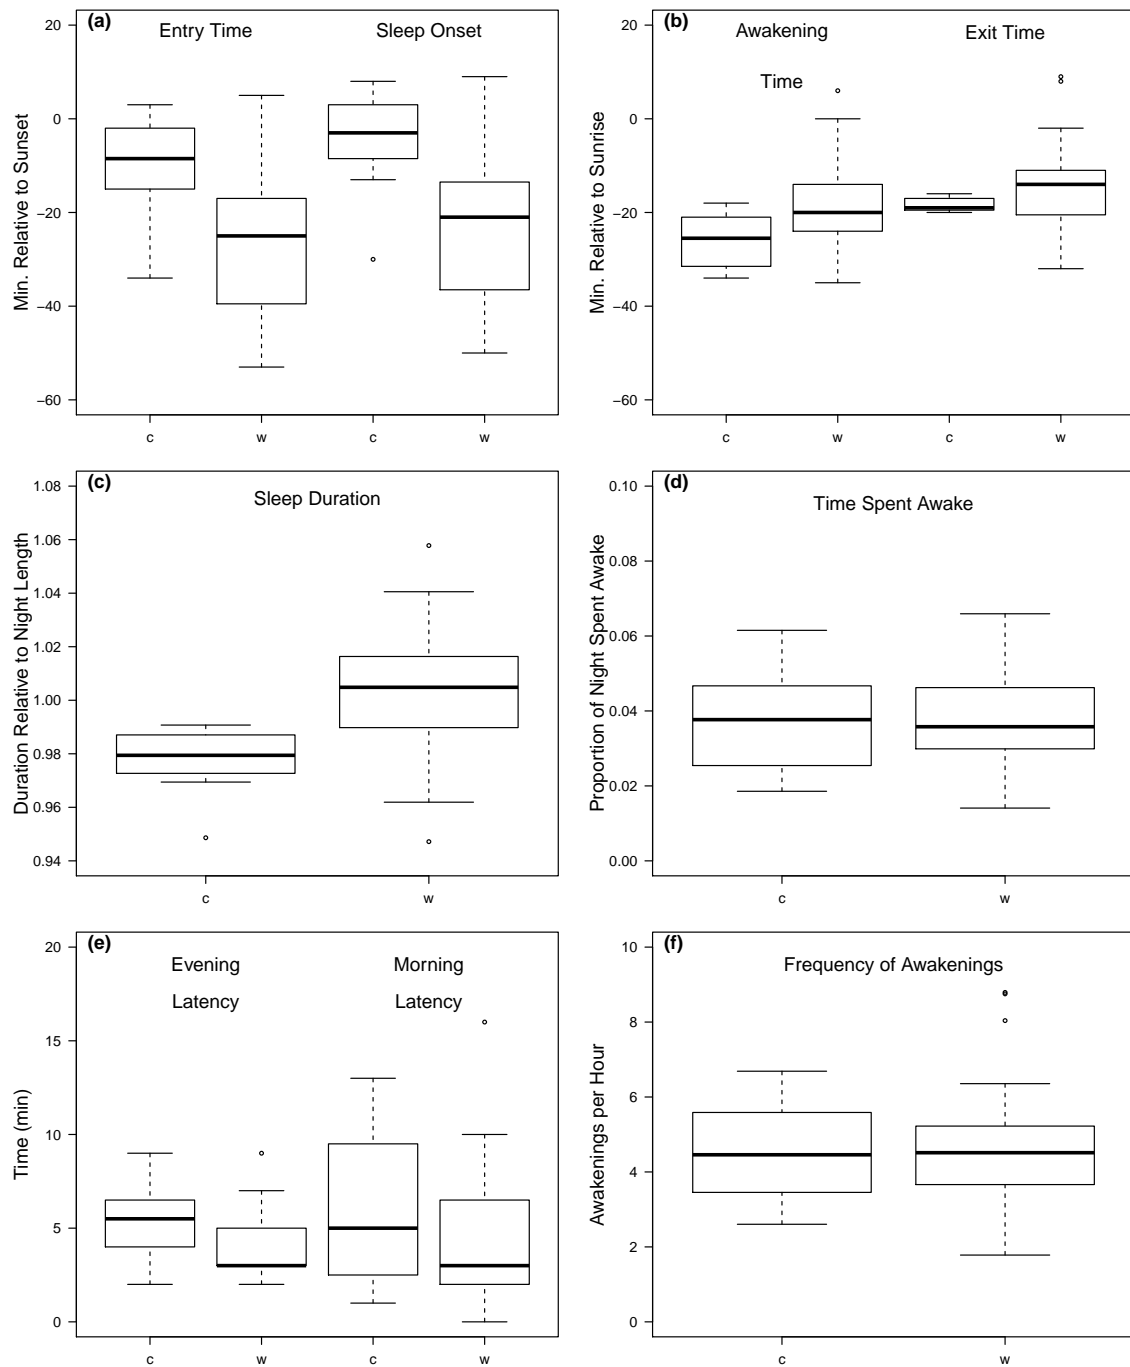 (a)
Entry Time
Sleep Onset
Min. Relative to Sunset
20
0
−20
−40
−60
c
w
c
w
(b)
Awakening
Time
Exit Time
Min. Relative to Sunrise
20
0
−20
−40
−60
c
w
c
w
(c)
Sleep Duration
Duration Relative to Night Length
1.08
1.06
1.04
1.02
1.00
0.98
0.96
0.94
c
w
(d)
Time Spent Awake
Proportion of Night Spent Awake
0.10
0.08
0.06
0.04
0.02
0.00
c
w
(e)
Evening
Latency
Morning
Latency
Time (min)
20
15
10
5
0
c
w
c
w
(f)
Frequency of Awakenings
Awakenings per Hour
10
8
6
4
2
0
c
w